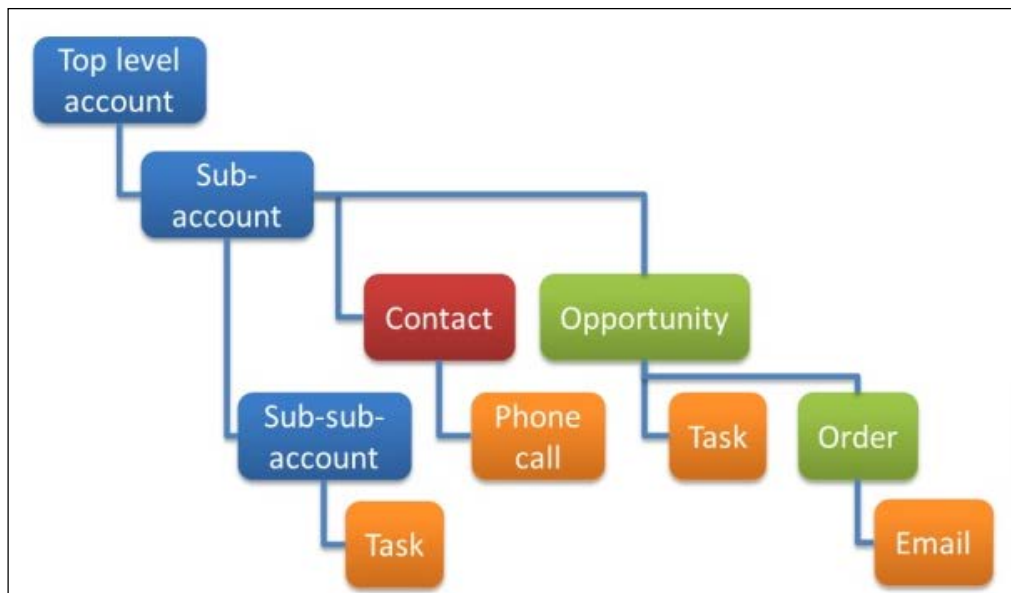 Top level
account
Sub-
account
Contact
Opportunity
Sub-sub-
account
Phone
call
Task
Order
Task
Email